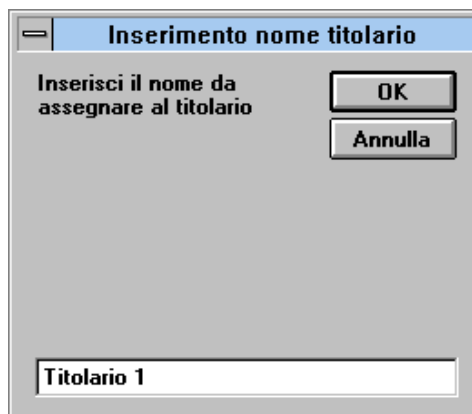 Inserimento nome titolario
Inserisci il nome da
assegnare al titolario
OK
Annulla
Titolario 1